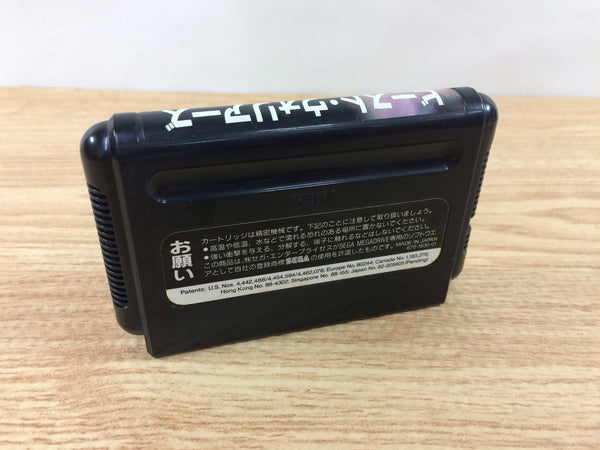 ビースト・ウォリアーズ
SEGA
お願い
カートリッジは精密機械です。下記のことに注意して取り扱いましょう。
●高温や低温、水などで濡れる恐れのある場所に置かないでください。
●強い衝撃を与える、分解する、端子に触れるなどはしないでください。
この商品は、株セガ・エンタープライゼスがSEGA MEGADRIVE専用のソフトウエ
アとして自社の登録商標SEGAの使用を許諾したものです。 MADE IN JAPAN
670-1630-01
Patents: U.S. Nos. 4,442,486/4,454,594/4,462,076; Europe No. 80244; Canada No. 1,183,276;
Hong Kong No. 88-4302; Singapore No. 88-155; Japan No. 82-205605 (Pending)